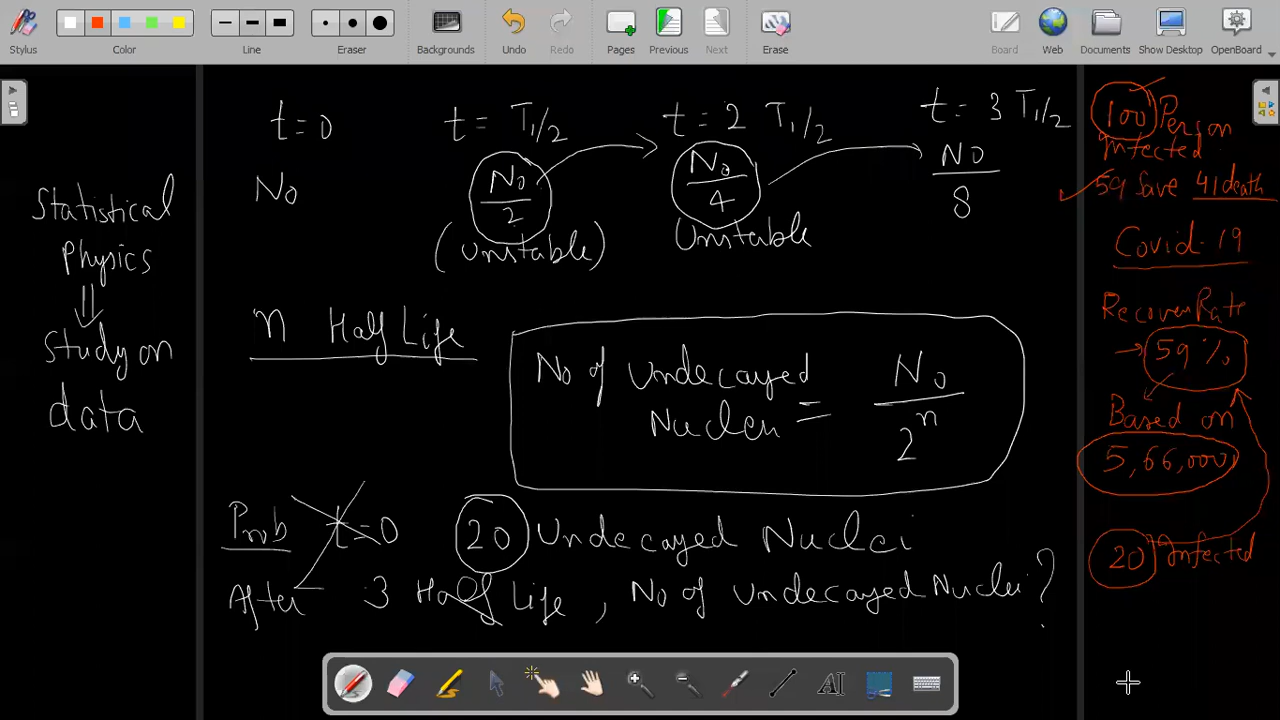 Stylus
Color
Line
Eraser
Backgrounds
Undo
Redo
Pages
Previous
Next
Erase
Board
Web
Documents
Show Desktop
OpenBoard
Statistical
Physics
⇓
Study on
data
t=0
No
t= T1/2
No/2
(Unstable)
t= 2 T1/2
No/4
Unstable
t= 3 T1/2
No/8
n Half Life
No of Undecayed
Nuclei = No/2^n
Prob t=0 20 Undecayed Nuclei
After 3 Half Life, No of Undecayed Nuclei?
100 Person
Infected
59 Save 41 death
Covid-19
Recover Rate
→ 59%
Based on
5,66,000
20 Infected
AI